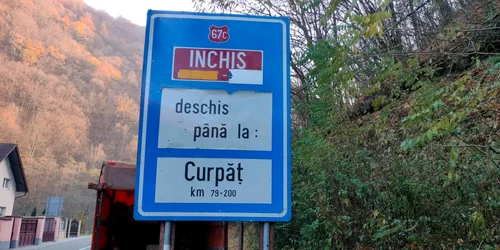 67C
INCHIS
deschis
până la :
Curpăț
km 79+200